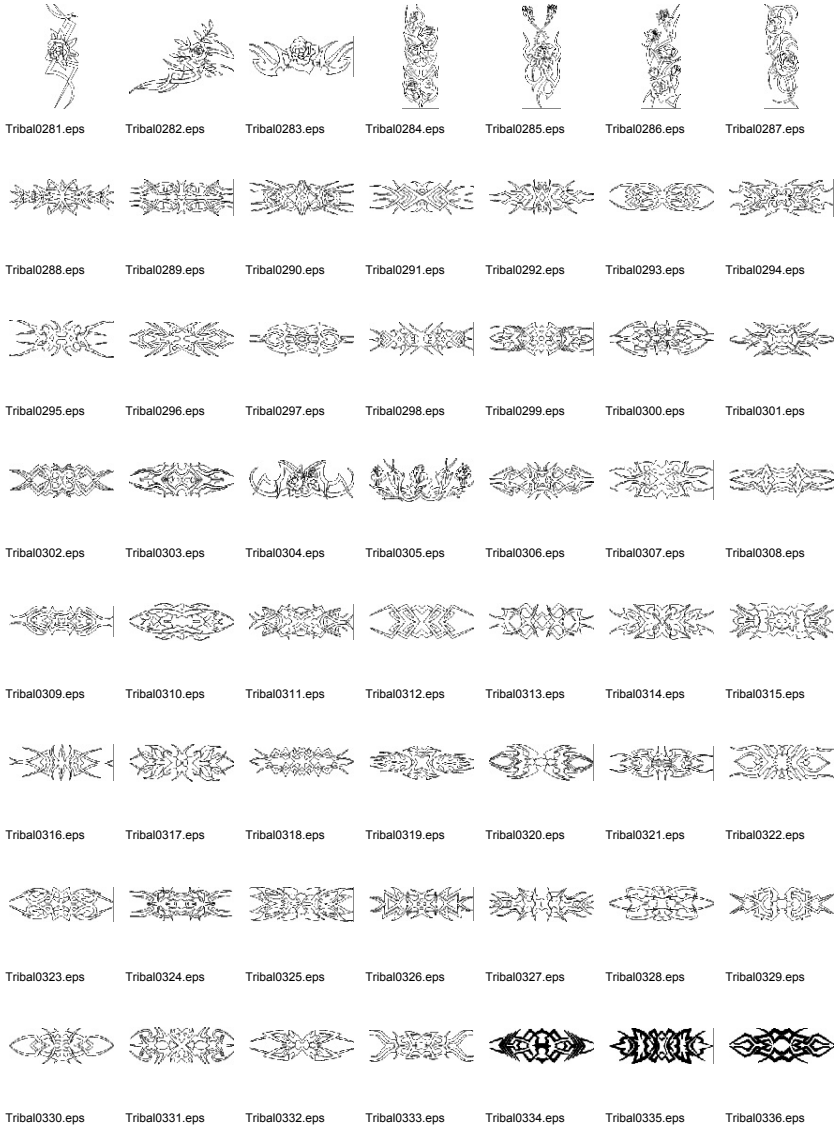 Tribal0281.eps Tribal0282.eps Tribal0283.eps Tribal0284.eps Tribal0285.eps Tribal0286.eps Tribal0287.eps
Tribal0288.eps Tribal0289.eps Tribal0290.eps Tribal0291.eps Tribal0292.eps Tribal0293.eps Tribal0294.eps
Tribal0295.eps Tribal0296.eps Tribal0297.eps Tribal0298.eps Tribal0299.eps Tribal0300.eps Tribal0301.eps
Tribal0302.eps Tribal0303.eps Tribal0304.eps Tribal0305.eps Tribal0306.eps Tribal0307.eps Tribal0308.eps
Tribal0309.eps Tribal0310.eps Tribal0311.eps Tribal0312.eps Tribal0313.eps Tribal0314.eps Tribal0315.eps
Tribal0316.eps Tribal0317.eps Tribal0318.eps Tribal0319.eps Tribal0320.eps Tribal0321.eps Tribal0322.eps
Tribal0323.eps Tribal0324.eps Tribal0325.eps Tribal0326.eps Tribal0327.eps Tribal0328.eps Tribal0329.eps
Tribal0330.eps Tribal0331.eps Tribal0332.eps Tribal0333.eps Tribal0334.eps Tribal0335.eps Tribal0336.eps